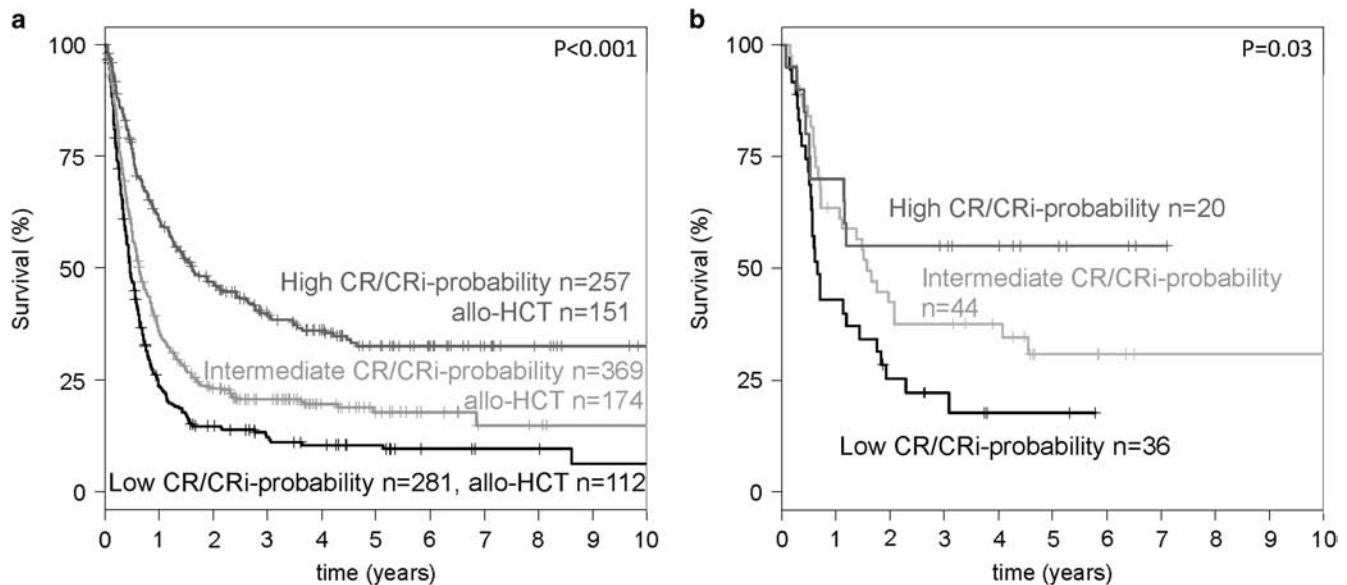 a
P<0.001
100
75
50
25
0
Survival (%)
High CR/CRi-probability n=257
allo-HCT n=151
Intermediate CR/CRi-probability n=369
allo-HCT n=174
Low CR/CRi-probability n=281, allo-HCT n=112
0 1 2 3 4 5 6 7 8 9 10
time (years)
b
P=0.03
100
75
50
25
0
Survival (%)
High CR/CRi-probability n=20
Intermediate CR/CRi-probability
n=44
Low CR/CRi-probability n=36
0 1 2 3 4 5 6 7 8 9 10
time (years)